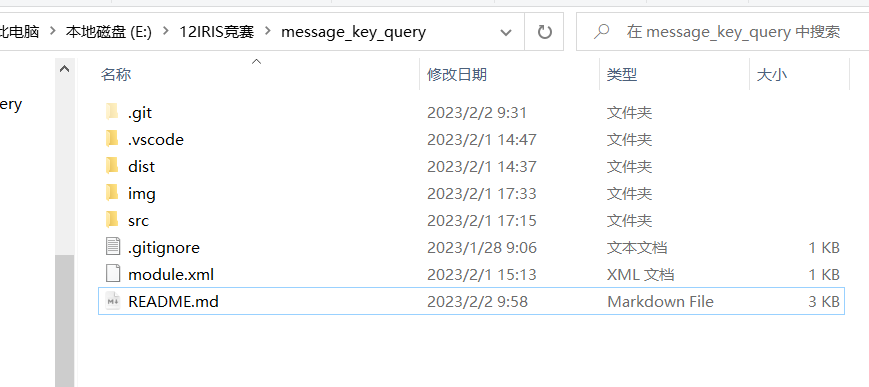 此电脑 > 本地磁盘 (E:) > 12IRIS竞赛 > message_key_query
在 message_key_query 中搜索
ery
名称 修改日期 类型 大小
.git 2023/2/2 9:31 文件夹
.vscode 2023/2/1 14:47 文件夹
dist 2023/2/1 14:37 文件夹
img 2023/2/1 17:33 文件夹
src 2023/2/1 17:15 文件夹
.gitignore 2023/1/28 9:06 文本文档 1 KB
module.xml 2023/2/1 15:13 XML 文档 1 KB
README.md 2023/2/2 9:58 Markdown File 3 KB